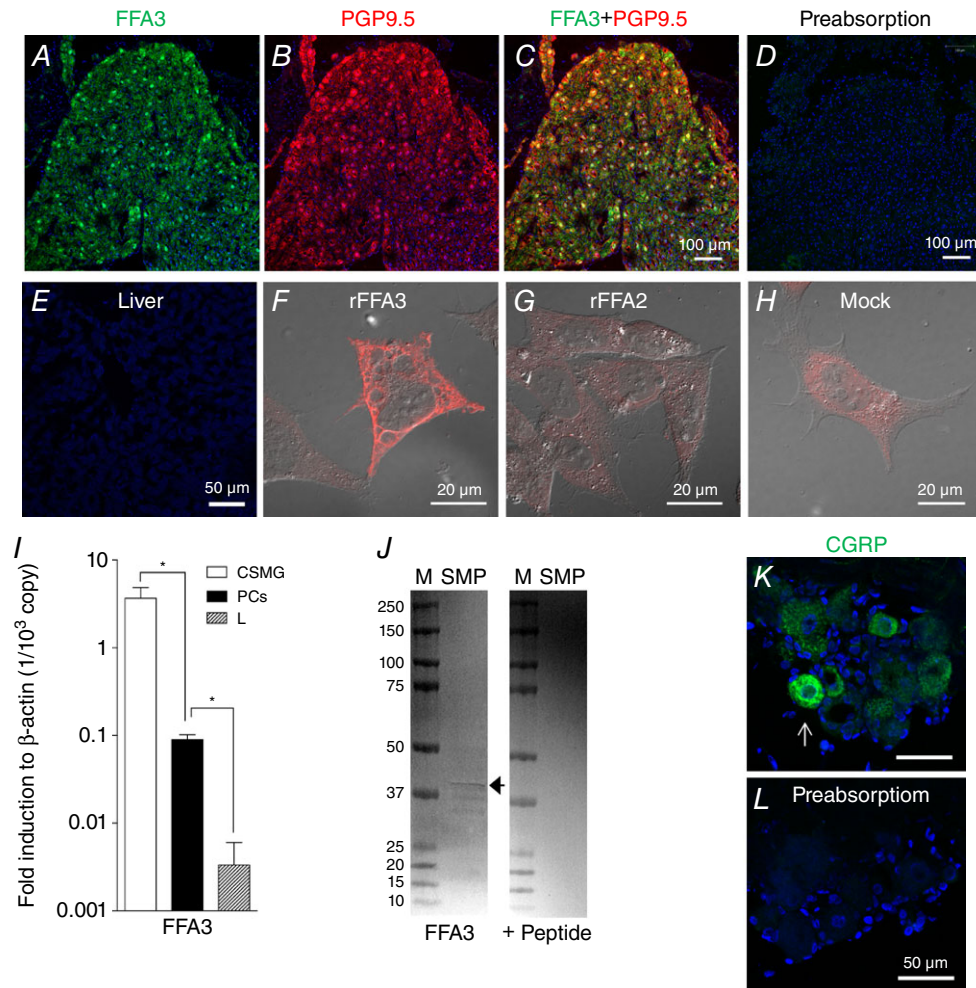 FFA3 PGP9.5 FFA3+PGP9.5 Preabsorption
A B C D
100 µm 100 µm
E Liver F rFFA3 G rFFA2 H Mock
50 µm 20 µm 20 µm 20 µm
I
Fold induction to β-actin (1/10³ copy)
10
1
0.1
0.01
0.001
* *
CSMG
PCs
L
FFA3
J
M SMP M SMP
250
150
100
75
50
37
25
20
15
10
FFA3 + Peptide
CGRP
K
L Preabsorptiom
50 µm